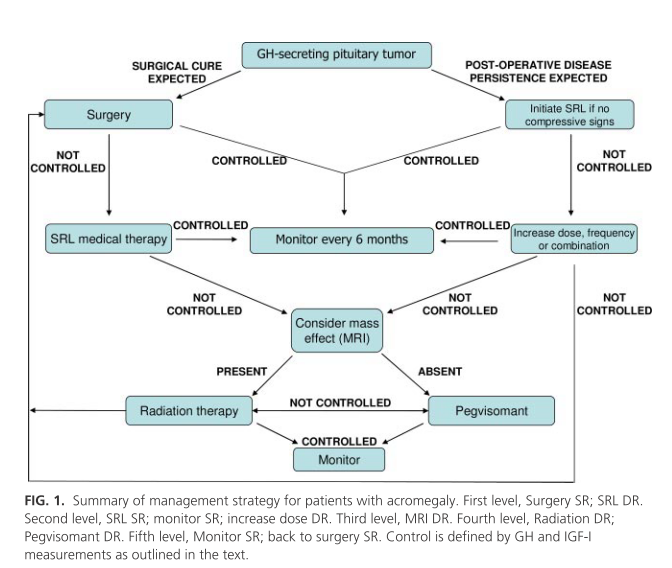 GH-secreting pituitary tumor
SURGICAL CURE
EXPECTED
POST-OPERATIVE DISEASE
PERSISTENCE EXPECTED
Surgery
Initiate SRL if no
compressive signs
NOT
CONTROLLED
CONTROLLED
CONTROLLED
NOT
CONTROLLED
SRL medical therapy
CONTROLLED
Monitor every 6 months
CONTROLLED
Increase dose, frequency
or combination
NOT
CONTROLLED
NOT
CONTROLLED
NOT
CONTROLLED
Consider mass
effect (MRI)
PRESENT
ABSENT
Radiation therapy
NOT CONTROLLED
Pegvisomant
CONTROLLED
Monitor
FIG. 1. Summary of management strategy for patients with acromegaly. First level, Surgery SR; SRL DR.
Second level, SRL SR; monitor SR; increase dose DR. Third level, MRI DR. Fourth level, Radiation DR;
Pegvisomant DR. Fifth level, Monitor SR; back to surgery SR. Control is defined by GH and IGF-I
measurements as outlined in the text.